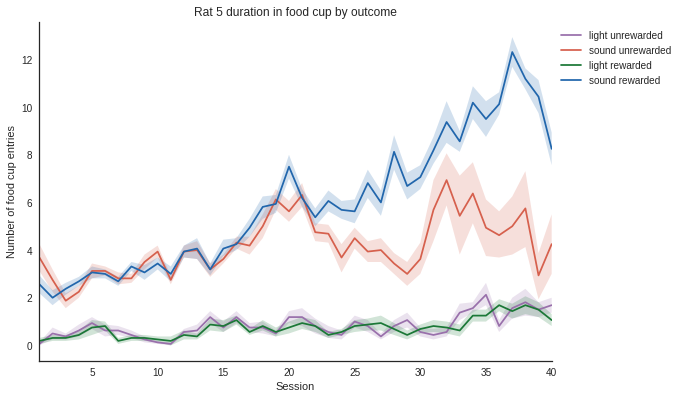 Rat 5 duration in food cup by outcome
light unrewarded
sound unrewarded
light rewarded
sound rewarded
Number of food cup entries
12
10
8
6
4
2
0
5
10
15
20
25
30
35
40
Session